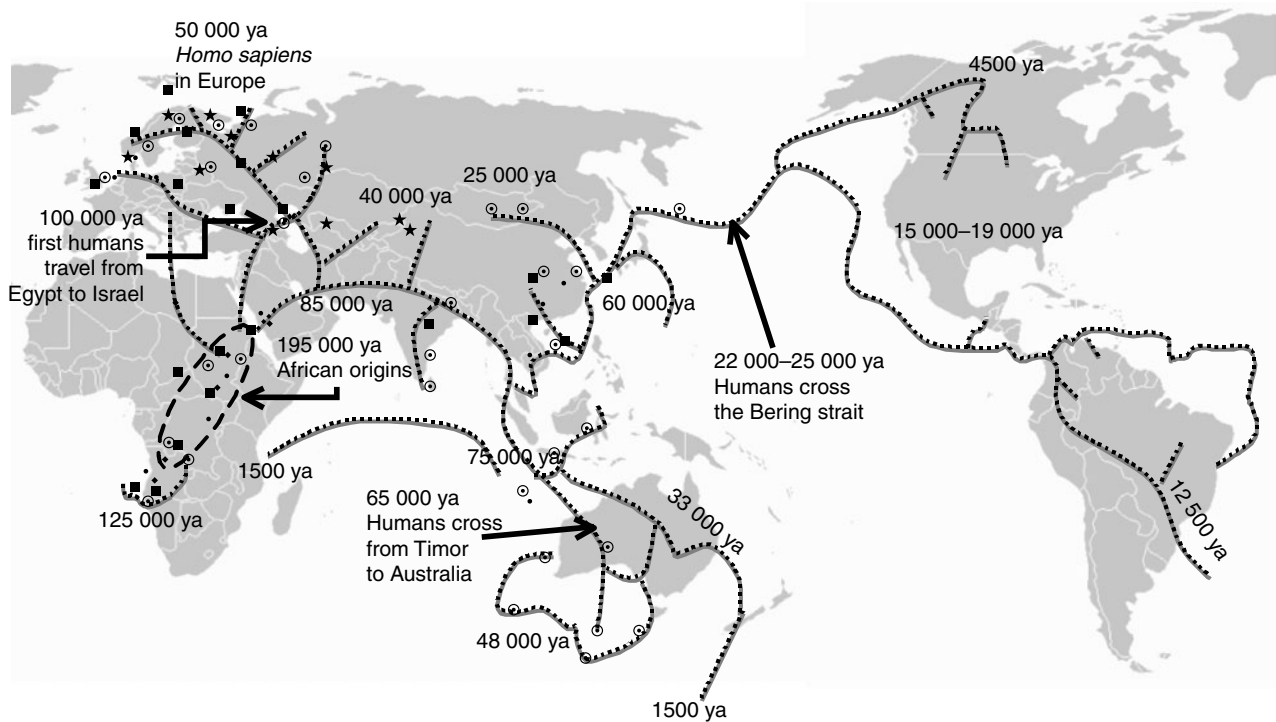 50 000 ya
Homo sapiens
in Europe
4500 ya
25 000 ya
40 000 ya
100 000 ya
first humans
travel from
Egypt to Israel
15 000–19 000 ya
85 000 ya
60 000 ya
195 000 ya
African origins
22 000–25 000 ya
Humans cross
the Bering strait
1500 ya
75 000 ya
125 000 ya
65 000 ya
Humans cross
from Timor
to Australia
33 000 ya
12 500 ya
48 000 ya
1500 ya